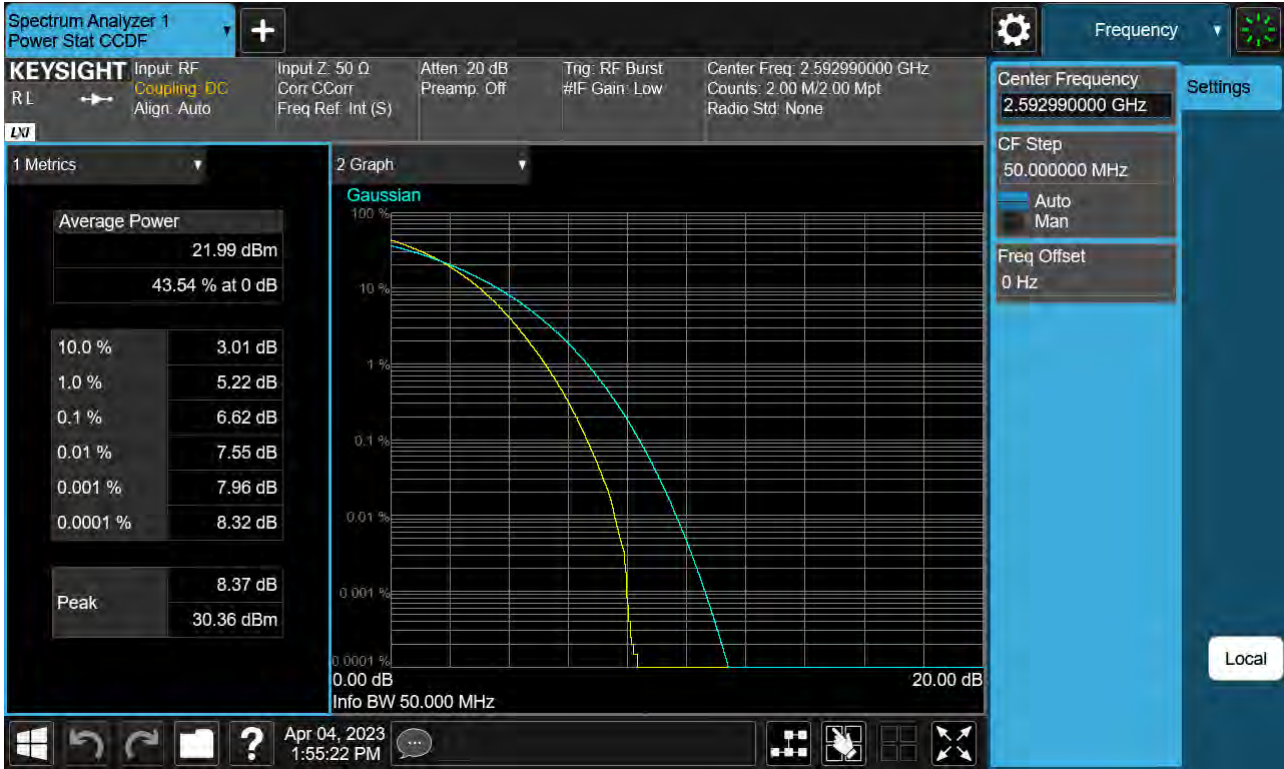 Spectrum Analyzer 1
Power Stat CCDF
+
Frequency
KEYSIGHT
R L
LXI
Input: RF
Coupling: DC
Align: Auto
Input Z: 50 Ω
Corr CCorr
Freq Ref: Int (S)
Atten: 20 dB
Preamp: Off
Trig: RF Burst
#IF Gain: Low
Center Freq: 2.592990000 GHz
Counts: 2.00 M/2.00 Mpt
Radio Std: None
Center Frequency
2.592990000 GHz
CF Step
50.000000 MHz
Auto
Man
Freq Offset
0 Hz
Settings
Local
1 Metrics
Average Power
21.99 dBm
43.54 % at 0 dB
10.0 % 3.01 dB
1.0 % 5.22 dB
0.1 % 6.62 dB
0.01 % 7.55 dB
0.001 % 7.96 dB
0.0001 % 8.32 dB
Peak
8.37 dB
30.36 dBm
2 Graph
Gaussian
100 %
10 %
1 %
0.1 %
0.01 %
0.001 %
0.0001 %
0.00 dB 20.00 dB
Info BW 50.000 MHz
?
Apr 04, 2023
1:55:22 PM